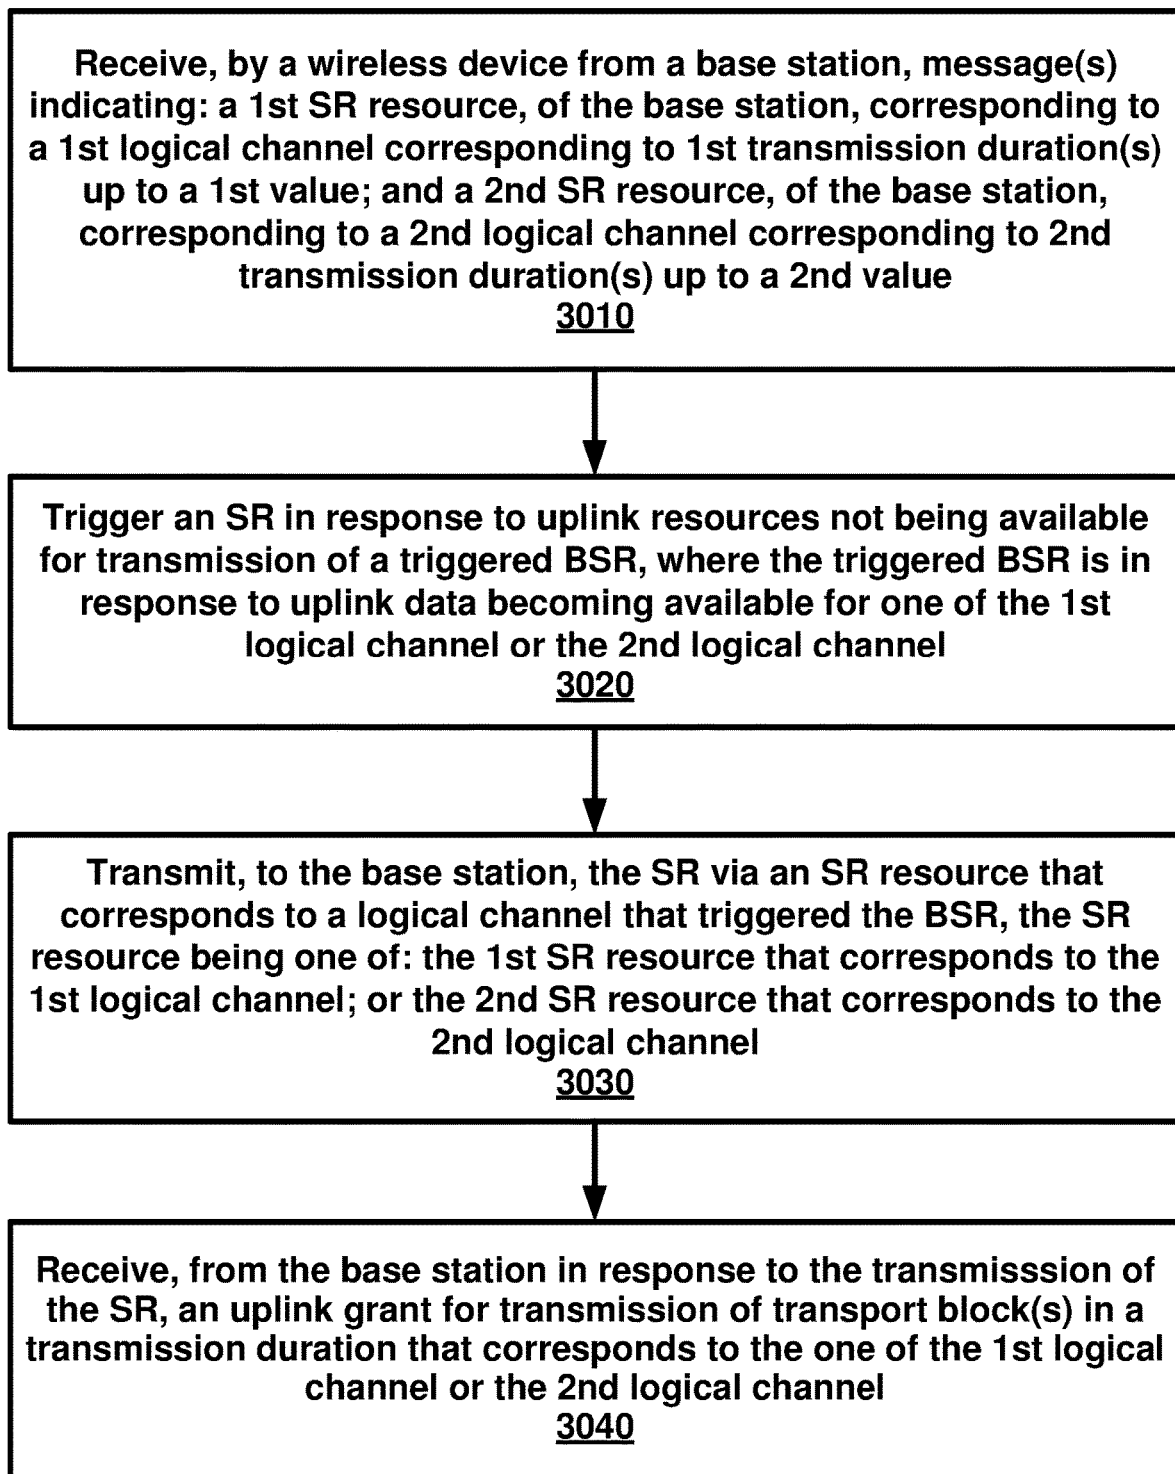 Receive, by a wireless device from a base station, message(s)
indicating: a 1st SR resource, of the base station, corresponding to
a 1st logical channel corresponding to 1st transmission duration(s)
up to a 1st value; and a 2nd SR resource, of the base station,
corresponding to a 2nd logical channel corresponding to 2nd
transmission duration(s) up to a 2nd value
3010
Trigger an SR in response to uplink resources not being available
for transmission of a triggered BSR, where the triggered BSR is in
response to uplink data becoming available for one of the 1st
logical channel or the 2nd logical channel
3020
Transmit, to the base station, the SR via an SR resource that
corresponds to a logical channel that triggered the BSR, the SR
resource being one of: the 1st SR resource that corresponds to the
1st logical channel; or the 2nd SR resource that corresponds to the
2nd logical channel
3030
Receive, from the base station in response to the transmisssion of
the SR, an uplink grant for transmission of transport block(s) in a
transmission duration that corresponds to the one of the 1st logical
channel or the 2nd logical channel
3040